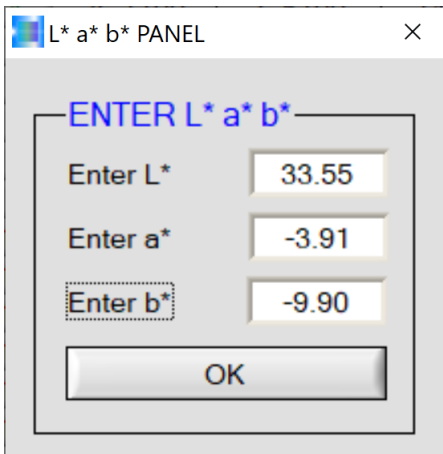 L* a* b* PANEL
ENTER L* a* b*
Enter L* 33.55
Enter a* -3.91
Enter b* -9.90
OK